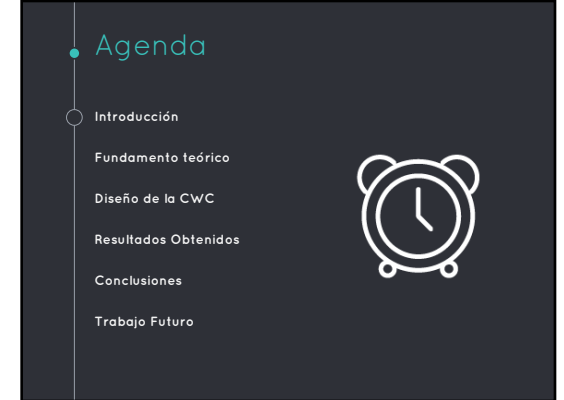 Agenda
Introducción
Fundamento teórico
Diseño de la CWC
Resultados Obtenidos
Conclusiones
Trabajo Futuro